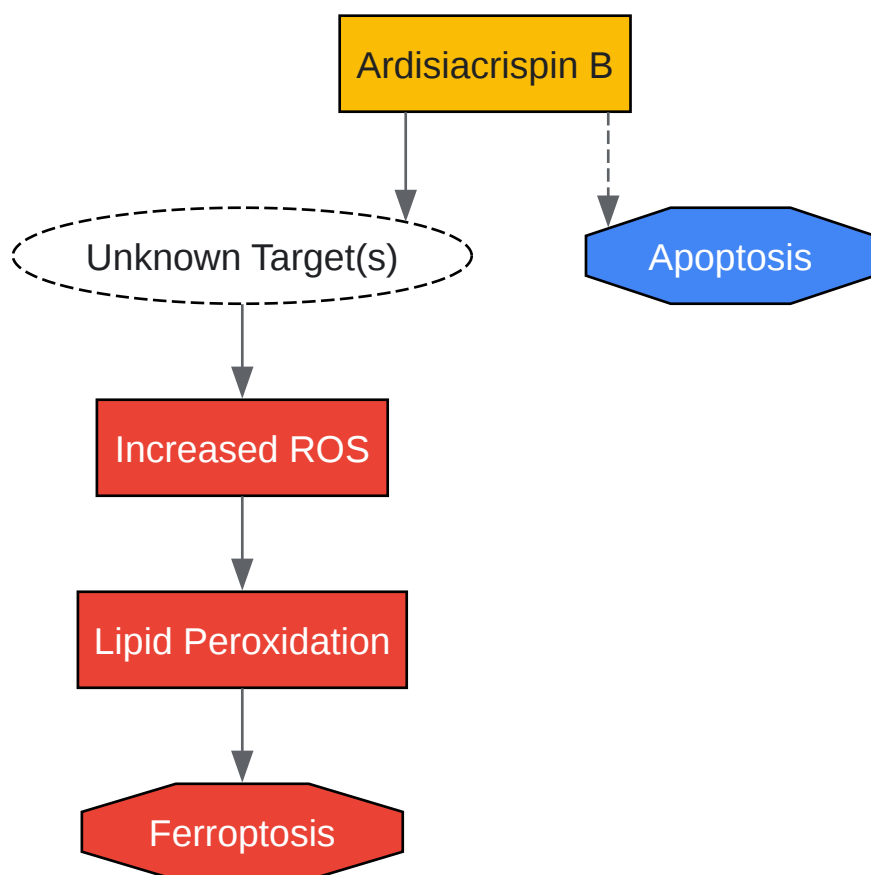 Ardisiacrispin B
Unknown Target(s)
Apoptosis
Increased ROS
Lipid Peroxidation
Ferroptosis